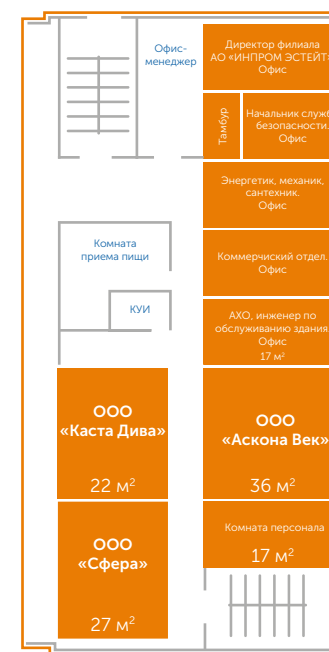 Офис-
менеджер
Директор филиала
АО «ИНПРОМ ЭСТЕЙТ»
Офис
Тамбур
Начальник служб
безопасности.
Офис
Энергетик, механик,
сантехник.
Офис
Комната
приема пищи
Коммерчиский отдел.
Офис
КУИ
АХО, инженер по
обслуживанию здания.
Офис
17 м²
ООО
«Каста Дива»
22 м²
ООО
«Аскона Век»
36 м²
ООО
«Сфера»
27 м²
Комната персонала
17 м²